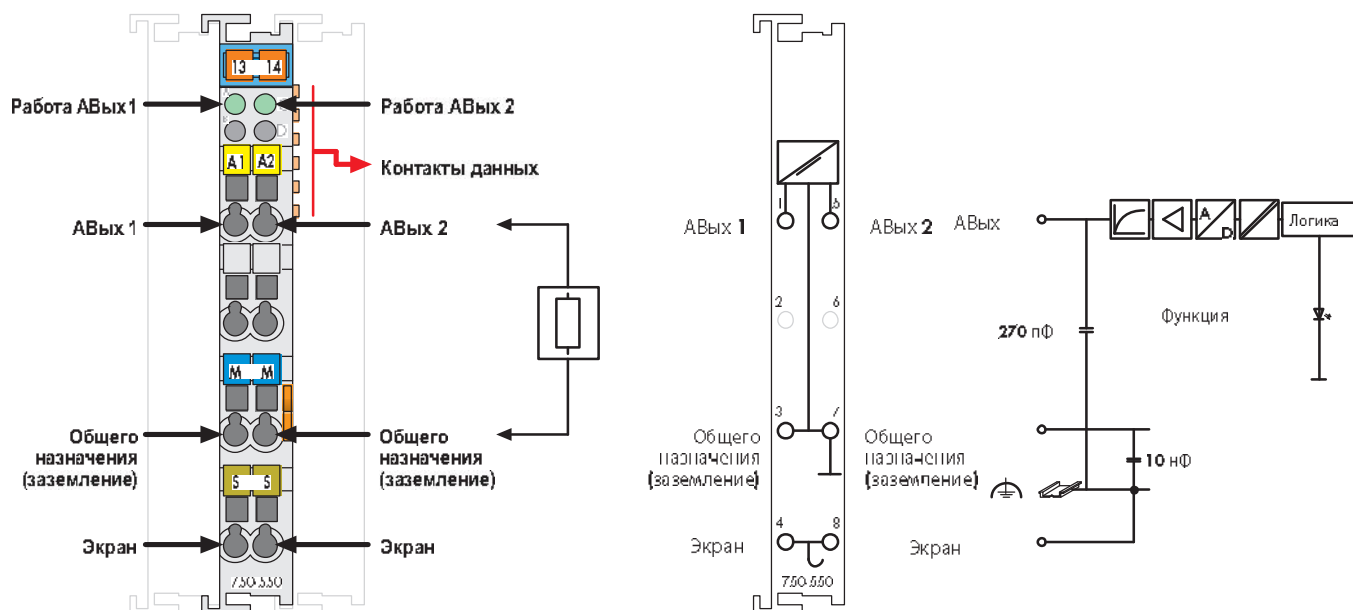 13 14
A C
Работа АВых 1
Работа АВых 2
D
A1 A2
Контакты данных
АВых 1
АВых 2
M M
Общего
назначения
(заземление)
Общего
назначения
(заземление)
S S
Экран
Экран
750-550
1
АВых 1
АВых 2
2 6
3 7
Общего
назначения
(заземление)
Общего
назначения
(заземление)
4 8
Экран
750-550
АВых
A
D
Логика
270 пФ
Функция
10 нФ
Экран